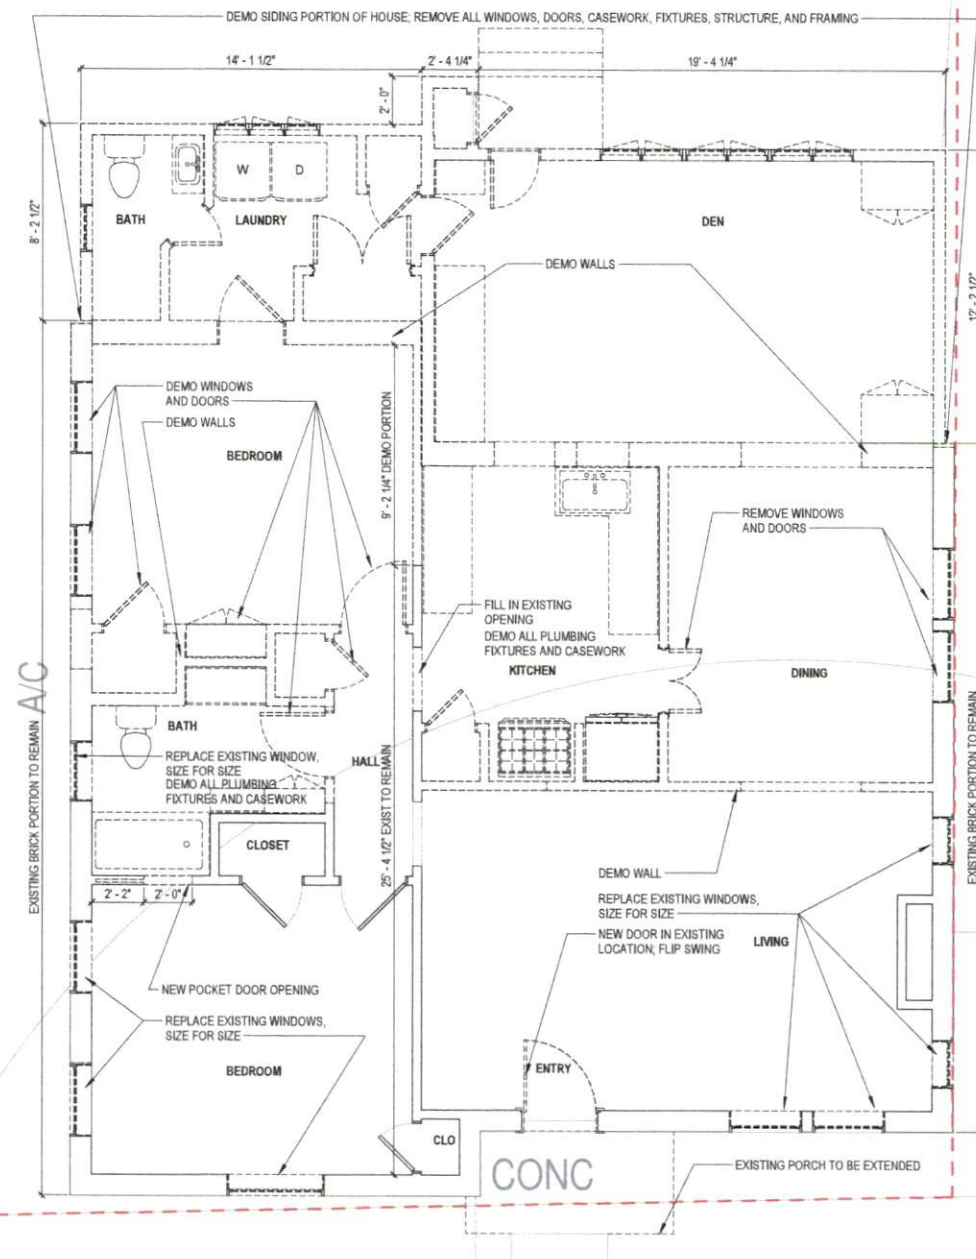 DEMO SIDING PORTION OF HOUSE; REMOVE ALL WINDOWS, DOORS, CASEWORK, FIXTURES, STRUCTURE, AND FRAMING
14' - 1 1/2"
2' - 4 1/4"
19' - 4 1/4"
2' - 0"
8' - 2 1/2"
W
D
BATH
LAUNDRY
DEN
DEMO WALLS
12' - 2 1/2"
DEMO WINDOWS
AND DOORS
DEMO WALLS
BEDROOM
9' - 2 1/4" DEMO PORTION
REMOVE WINDOWS
AND DOORS
FILL IN EXISTING
OPENING
DEMO ALL PLUMBING
FIXTURES AND CASEWORK
KITCHEN
DINING
A/C
EXISTING BRICK PORTION TO REMAIN
BATH
HALL
REPLACE EXISTING WINDOW,
SIZE FOR SIZE
DEMO ALL PLUMBING
FIXTURES AND CASEWORK
25' - 4 1/2" EXIST TO REMAIN
EXISTING BRICK PORTION TO REMAIN
CLOSET
DEMO WALL
2' - 2"
2' - 0"
REPLACE EXISTING WINDOWS,
SIZE FOR SIZE
NEW DOOR IN EXISTING
LOCATION; FLIP SWING
LIVING
NEW POCKET DOOR OPENING
REPLACE EXISTING WINDOWS,
SIZE FOR SIZE
BEDROOM
ENTRY
CLO
CONC
EXISTING PORCH TO BE EXTENDED